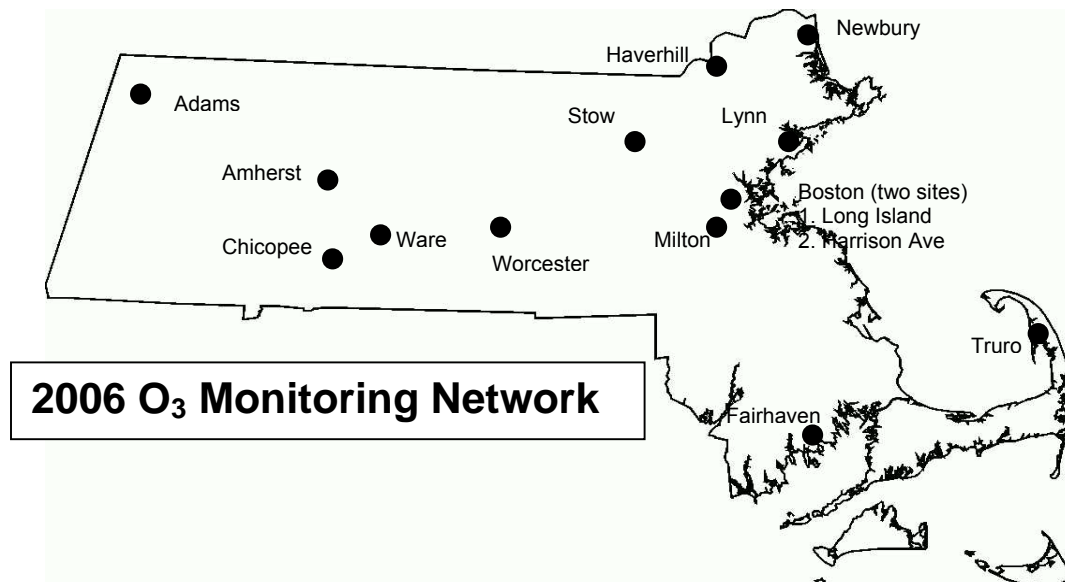 Newbury
Haverhill
Adams
Stow
Lynn
Amherst
Boston (two sites)
1. Long Island
2. Harrison Ave
Milton
Chicopee
Ware
Worcester
Truro
2006 O₃ Monitoring Network
Fairhaven